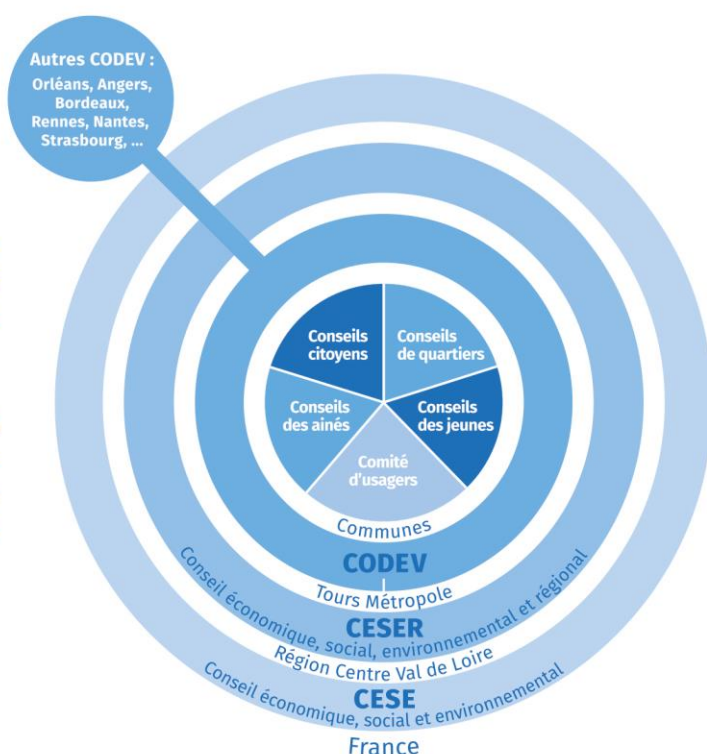 Autres CODEV :
Orléans, Angers,
Bordeaux,
Rennes, Nantes,
Strasbourg, ...
Conseils
citoyens
Conseils
de quartiers
Conseils
des ainés
Conseils
des jeunes
Comité
d'usagers
Communes
CODEV
Tours Métropole
CESER
Conseil économique, social, environnemental et régional
Région Centre Val de Loire
CESE
Conseil économique, social et environnemental
France